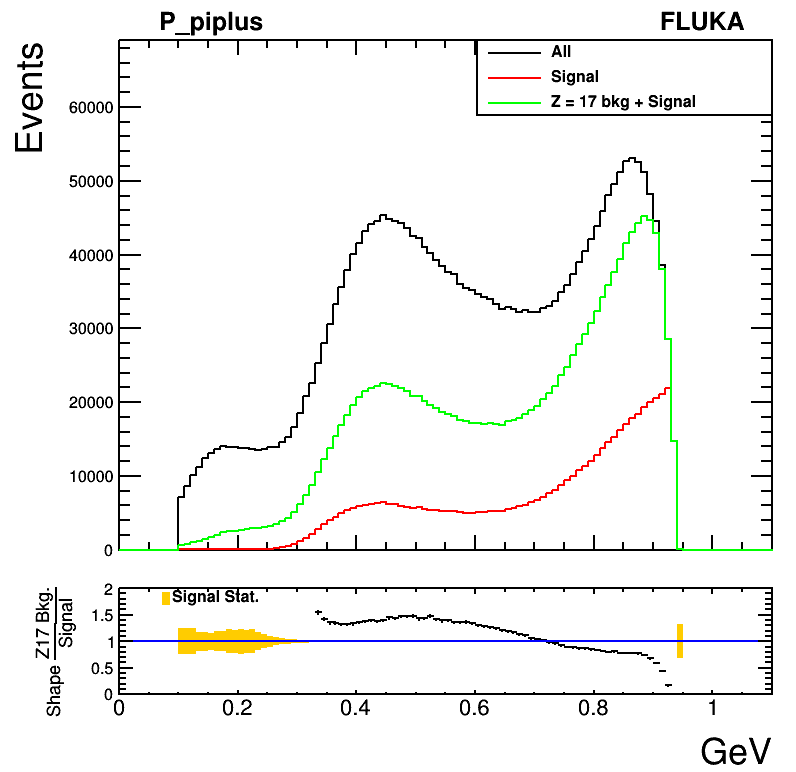 P_piplus
FLUKA
Events
All
Signal
Z = 17 bkg + Signal
60000
50000
40000
30000
20000
10000
0
Shape Z17 Bkg.
Signal
Signal Stat.
2
1.5
1
0.5
0
0 0.2 0.4 0.6 0.8 1
GeV